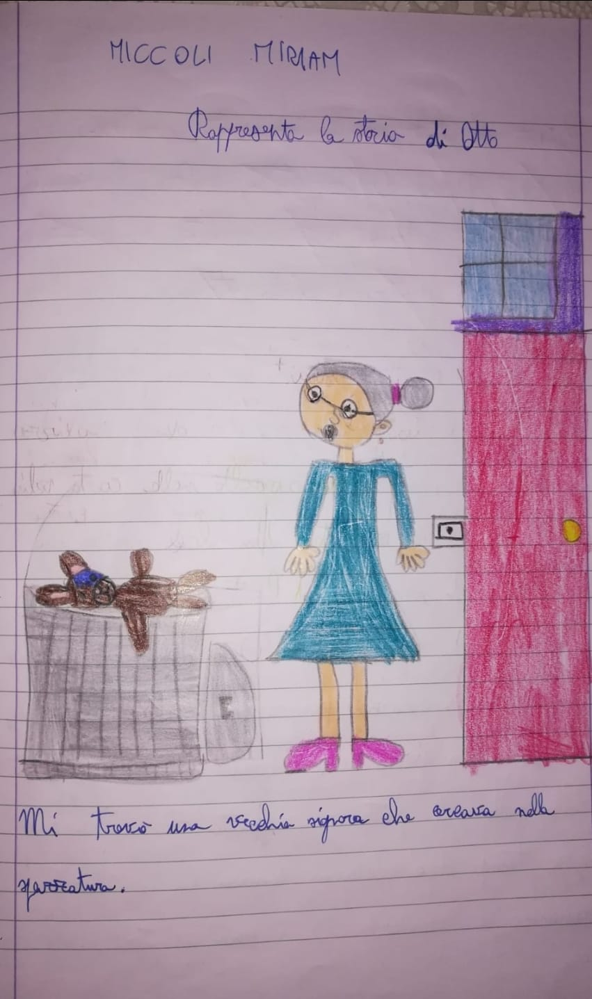 MICCOLI MIRIAM
Rappresenta la storia di Otto
E
Mi trovò una vecchia signora che cercava nella
spazzatura.